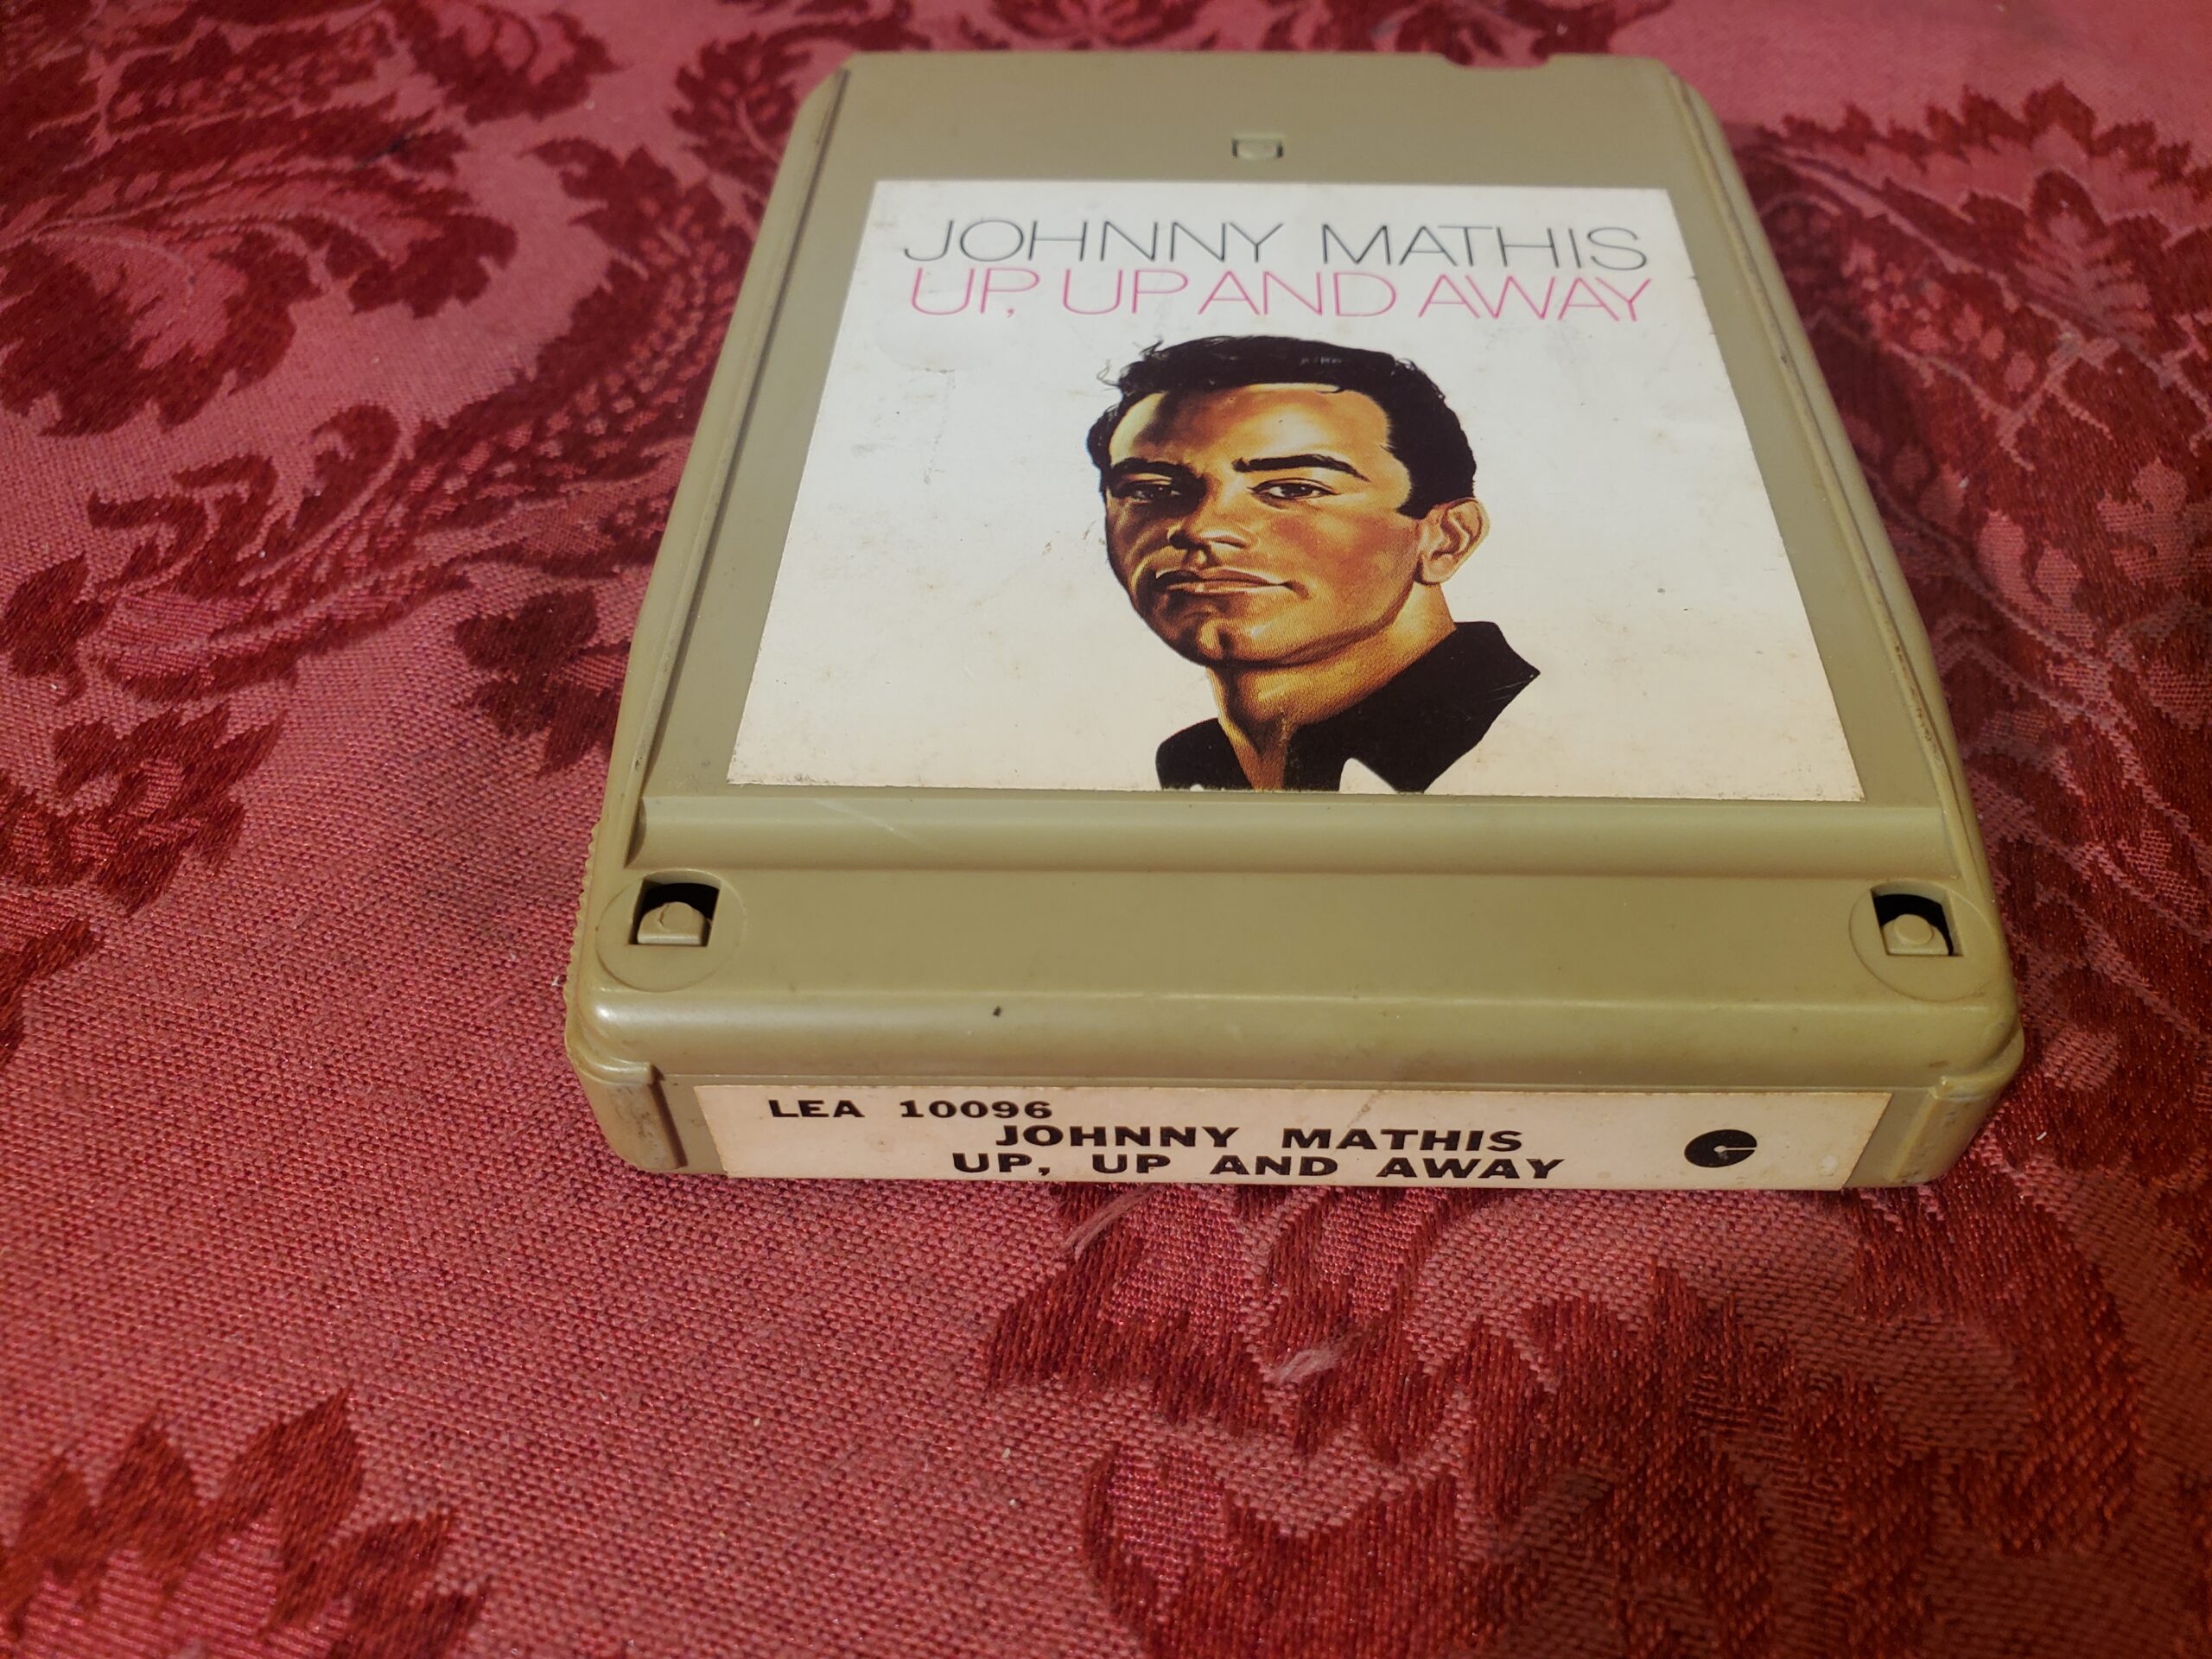 JOHNNY MATHIS
UP, UP AND AWAY
LEA 10096
JOHNNY MATHIS
UP, UP AND AWAY